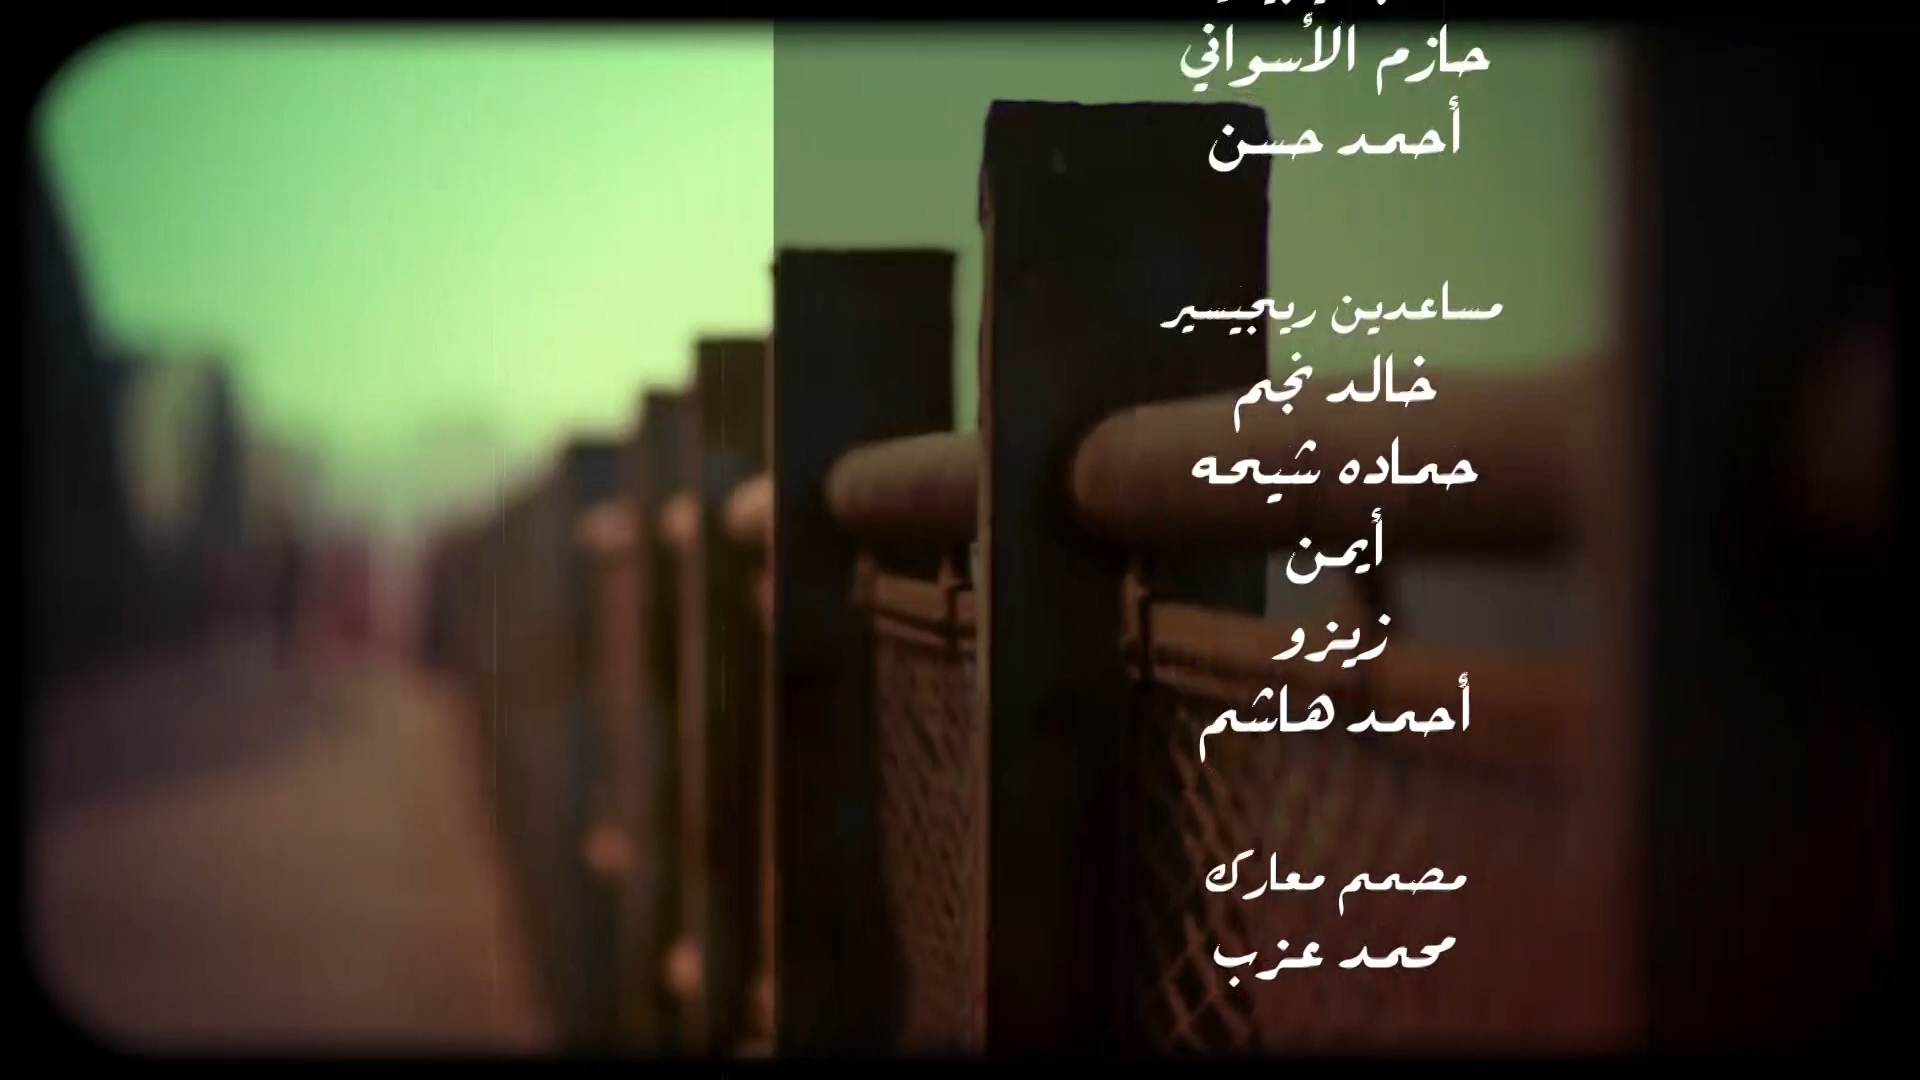 حازم الأسواني
أحمد حسن
مساعدين ريجيسير
خالد نجم
حماده شيحه
أيمن
زيزو
أحمد هاشم
مصمم معارك
محمد عزب